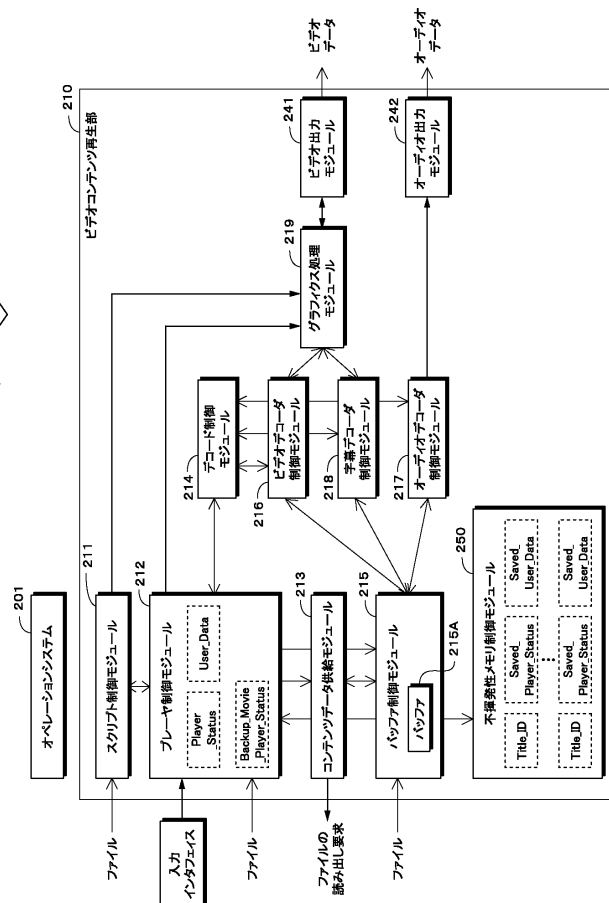 201
オペレーションシステム
210
ビデオコンテンツ再生部
ファイル
211
スクリプト制御モジュール
入力
インタフェイス
212
プレーヤ制御モジュール
Player
Status
User_Data
Backup_Movie
_Player_Status
ファイル
214
デコード制御
モジュール
219
グラフィクス処理
モジュール
241
ビデオ出力
モジュール
ビデオ
データ
213
コンテンツデータ供給モジュール
ファイルの
読み出し要求
216
ビデオデコーダ
制御モジュール
218
字幕デコーダ
制御モジュール
217
オーディオデコーダ
制御モジュール
242
オーディオ出力
モジュール
オーディオ
データ
ファイル
215
バッファ制御モジュール
215A
バッファ
250
不揮発性メモリ制御モジュール
Title_ID
Saved_
Player_Status
Saved_
User_Data
Title_ID
Saved_
Player_Status
Saved_
User_Data